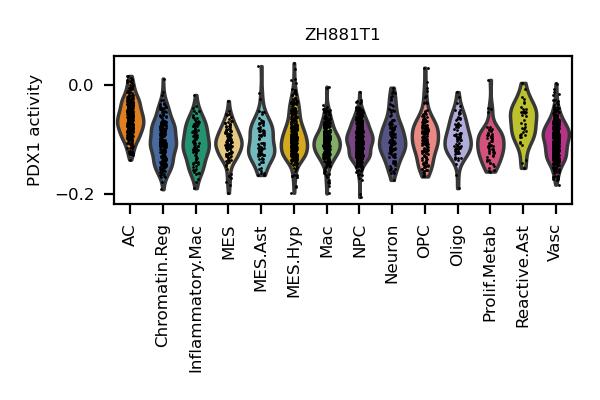 ZH881T1
PDX1 activity
0.0
−0.2
AC
Chromatin.Reg
Inflammatory.Mac
MES
MES.Ast
MES.Hyp
Mac
NPC
Neuron
OPC
Oligo
Prolif.Metab
Reactive.Ast
Vasc